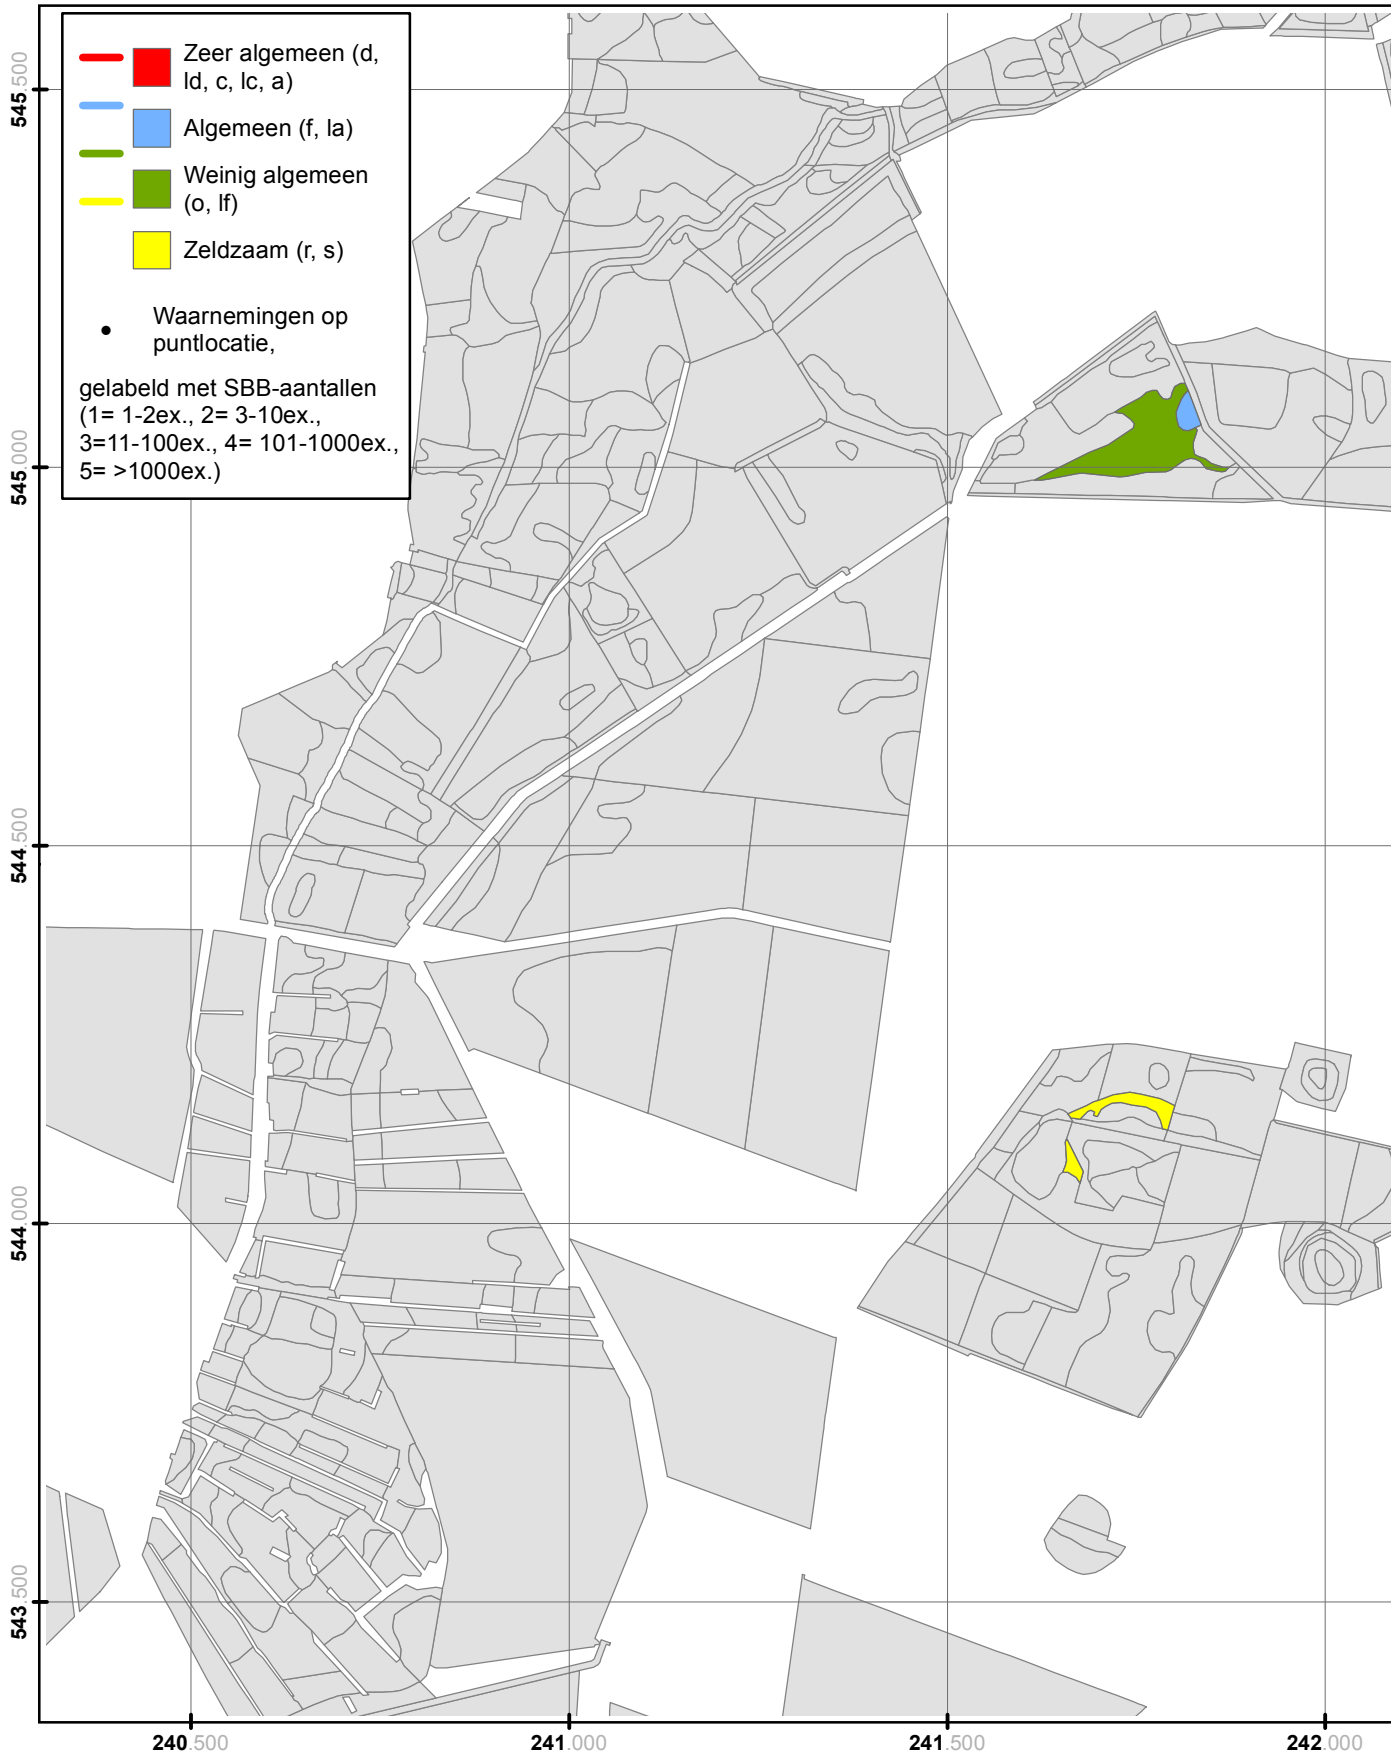 Zeer algemeen (d,
ld, c, lc, a)
Algemeen (f, la)
Weinig algemeen
(o, lf)
Zeldzaam (r, s)
Waarnemingen op
puntlocatie,
gelabeld met SBB-aantallen
(1= 1-2ex., 2= 3-10ex.,
3=11-100ex., 4= 101-1000ex.,
5= >1000ex.)
545.500
545.000
544.500
544.000
543.500
240.500
241.000
241.500
242.000